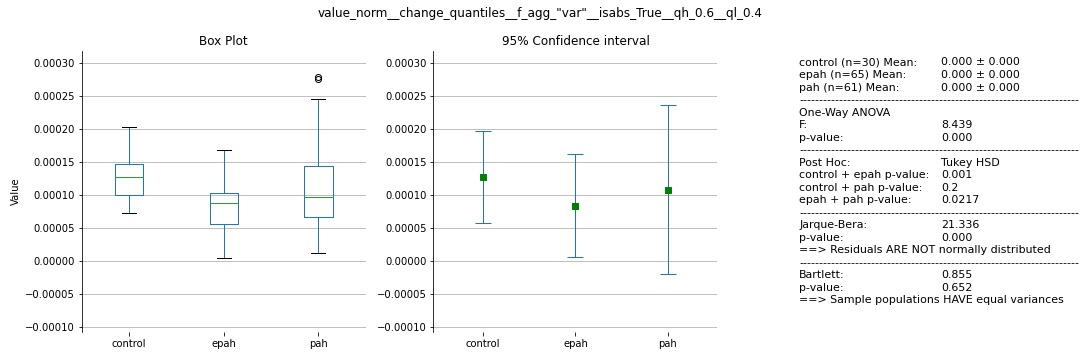 value_norm__change_quantiles__f_agg_"var"__isabs_True__qh_0.6__ql_0.4
Box Plot
Value
0.00030
0.00025
0.00020
0.00015
0.00010
0.00005
0.00000
−0.00005
−0.00010
control epah pah
95% Confidence interval
0.00030
0.00025
0.00020
0.00015
0.00010
0.00005
0.00000
−0.00005
−0.00010
control epah pah
control (n=30) Mean: 0.000 ± 0.000
epah (n=65) Mean: 0.000 ± 0.000
pah (n=61) Mean: 0.000 ± 0.000
One-Way ANOVA
F: 8.439
p-value: 0.000
Post Hoc: Tukey HSD
control + epah p-value: 0.001
control + pah p-value: 0.2
epah + pah p-value: 0.0217
Jarque-Bera: 21.336
p-value: 0.000
==> Residuals ARE NOT normally distributed
Bartlett: 0.855
p-value: 0.652
==> Sample populations HAVE equal variances